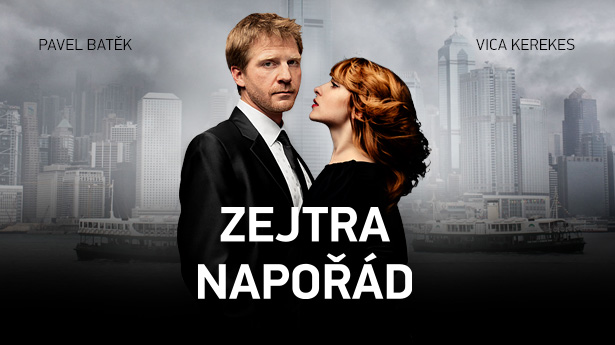 PAVEL BATĚK
VICA KEREKES
ZEJTRA
NAPOŘÁD